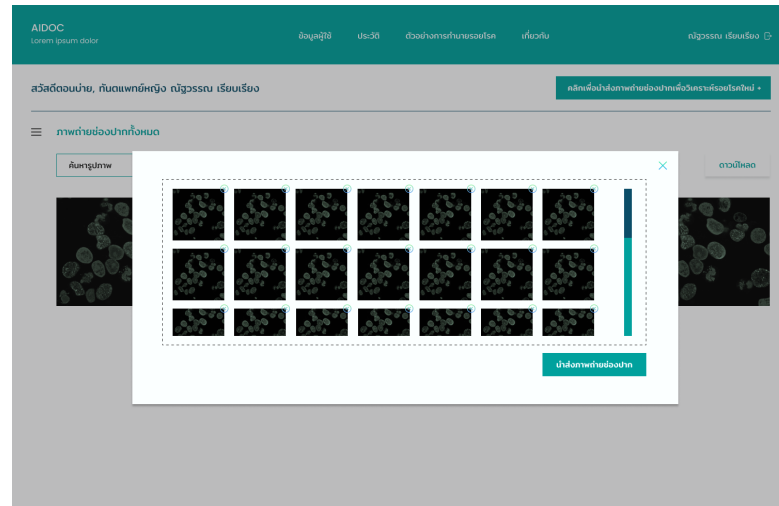 AIDOC
Lorem ipsum dolor
ข้อมูลผู้ใช้
ประวัติ
ตัวอย่างการทำนายรอยโรค
เกี่ยวกับ
ณัฐวรรณ เรียบเรียง
สวัสดีตอนบ่าย, ทันตแพทย์หญิง ณัฐวรรณ เรียบเรียง
คลิกเพื่อนำส่งภาพถ่ายช่องปากเพื่อวิเคราะห์รอยโรคใหม่ +
ภาพถ่ายช่องปากทั้งหมด
ค้นหารูปภาพ
ดาวน์โหลด
นำส่งภาพถ่ายช่องปาก